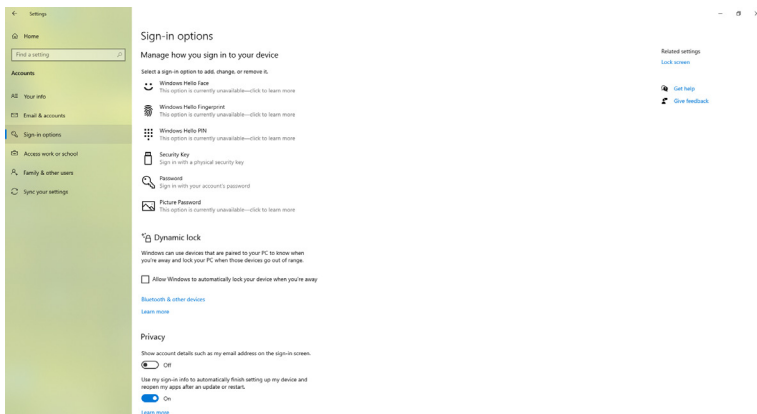 Settings
Home
Find a setting
Accounts
Your info
Email & accounts
Sign-in options
Access work or school
Family & other users
Sync your settings
Sign-in options
Manage how you sign in to your device
Select a sign-in option to add, change, or remove it.
Windows Hello Face
This option is currently unavailable—click to learn more
Windows Hello Fingerprint
This option is currently unavailable—click to learn more
Windows Hello PIN
This option is currently unavailable—click to learn more
Security Key
Sign in with a physical security key
Password
Sign in with your account's password
Picture Password
This option is currently unavailable—click to learn more
Dynamic lock
Windows can use devices that are paired to your PC to know when
you're away and lock your PC when those devices go out of range.
Allow Windows to automatically lock your device when you're away
Bluetooth & other devices
Learn more
Privacy
Show account details such as my email address on the sign-in screen.
Off
Use my sign-in info to automatically finish setting up my device and
reopen my apps after an update or restart.
On
Learn more
Related settings
Lock screen
Get help
Give feedback